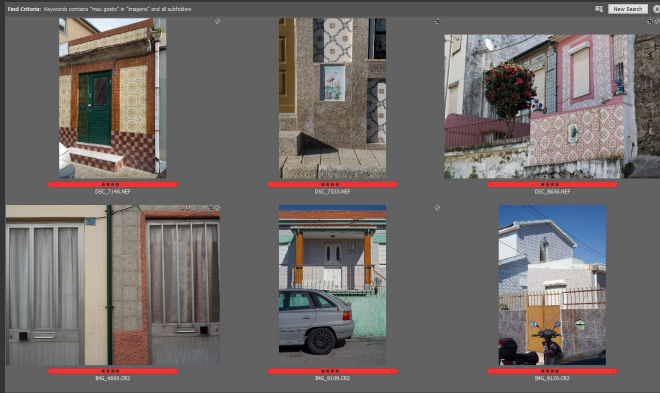 Find Criteria: Keywords contains "mau gosto" in "imagens" and all subfolders
New Search
★★★★
DSC_7146.NEF
★★★★
DSC_7533.NEF
★★★★
DSC_8636.NEF
★★★★
IMG_4600.CR2
★★★★
IMG_9109.CR2
★★★★
IMG_9120.CR2